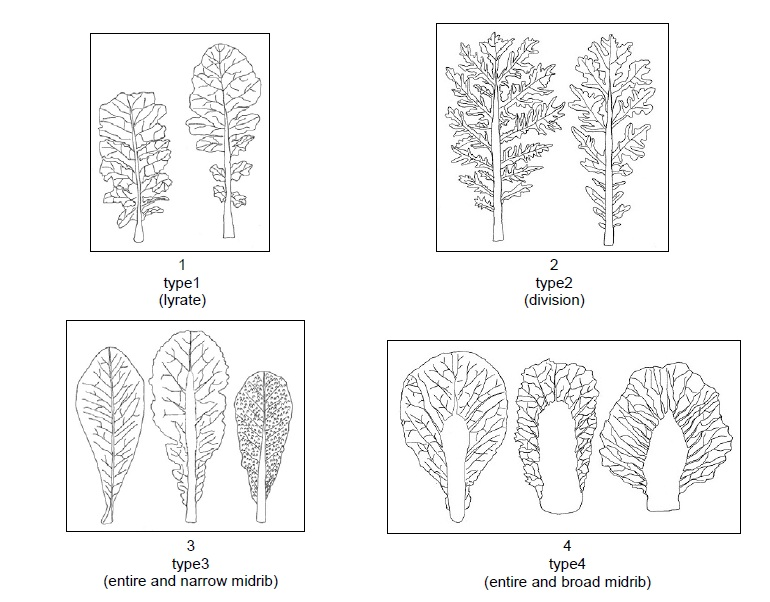 1
type1
(lyrate)
2
type2
(division)
3
type3
(entire and narrow midrib)
4
type4
(entire and broad midrib)